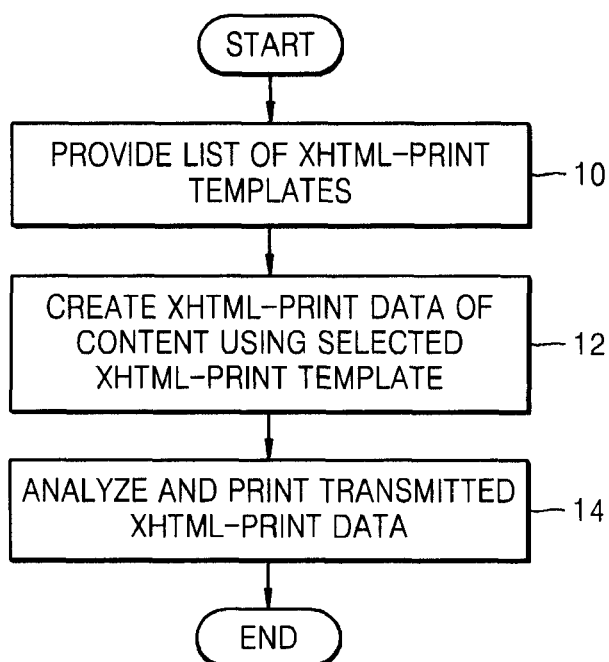 START
PROVIDE LIST OF XHTML-PRINT
TEMPLATES
10
CREATE XHTML-PRINT DATA OF
CONTENT USING SELECTED
XHTML-PRINT TEMPLATE
12
ANALYZE AND PRINT TRANSMITTED
XHTML-PRINT DATA
14
END